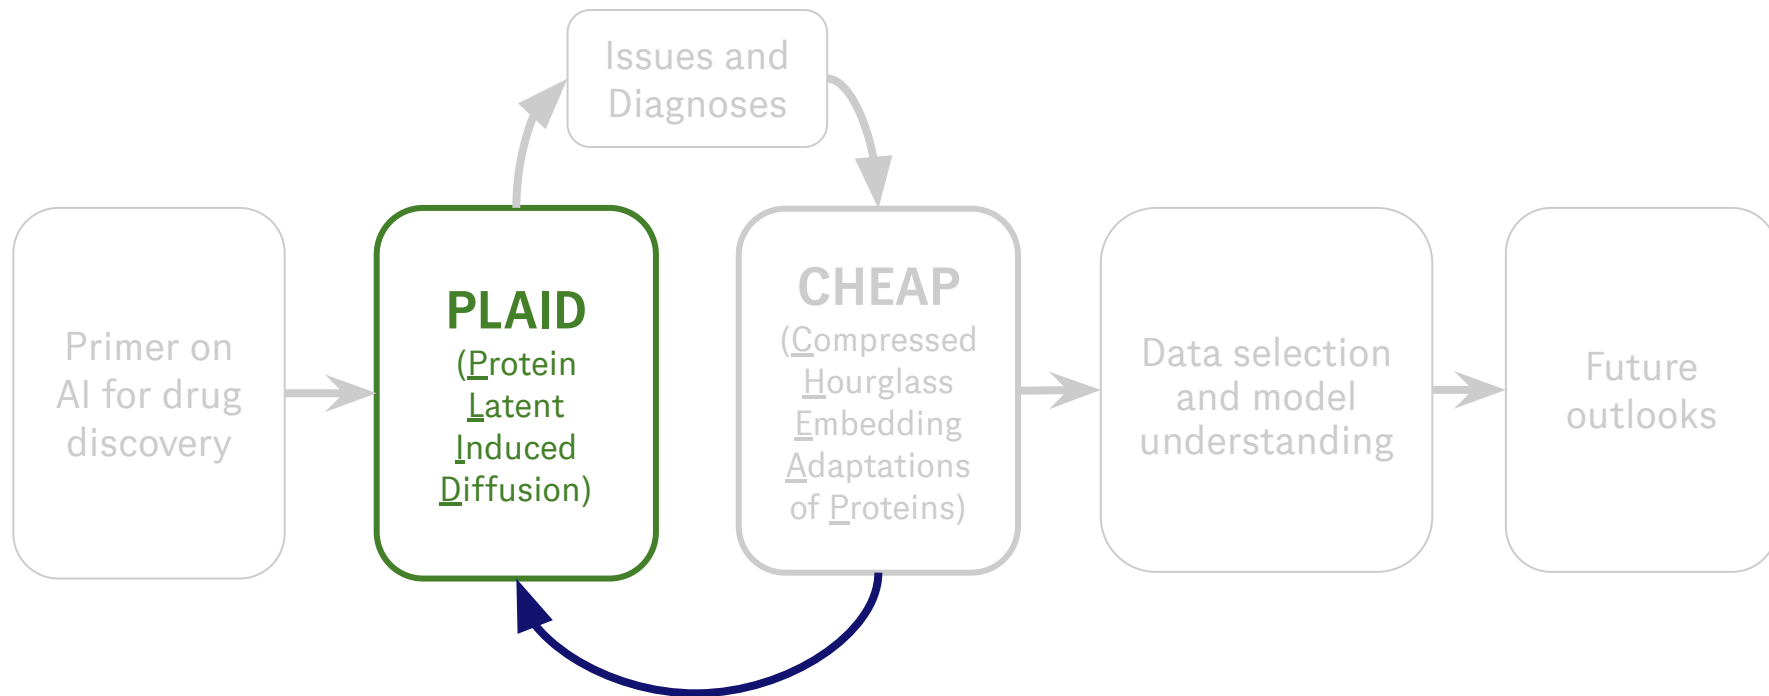 Issues and
Diagnoses
Primer on
AI for drug
discovery
PLAID
(Protein
Latent
Induced
Diffusion)
CHEAP
(Compressed
Hourglass
Embedding
Adaptations
of Proteins)
Data selection
and model
understanding
Future
outlooks